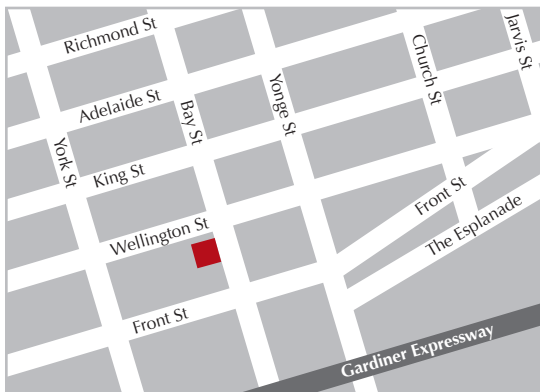 Richmond St
Adelaide St
King St
Wellington St
Front St
York St
Bay St
Yonge St
Church St
Jarvis St
Front St
The Esplanade
Gardiner Expressway